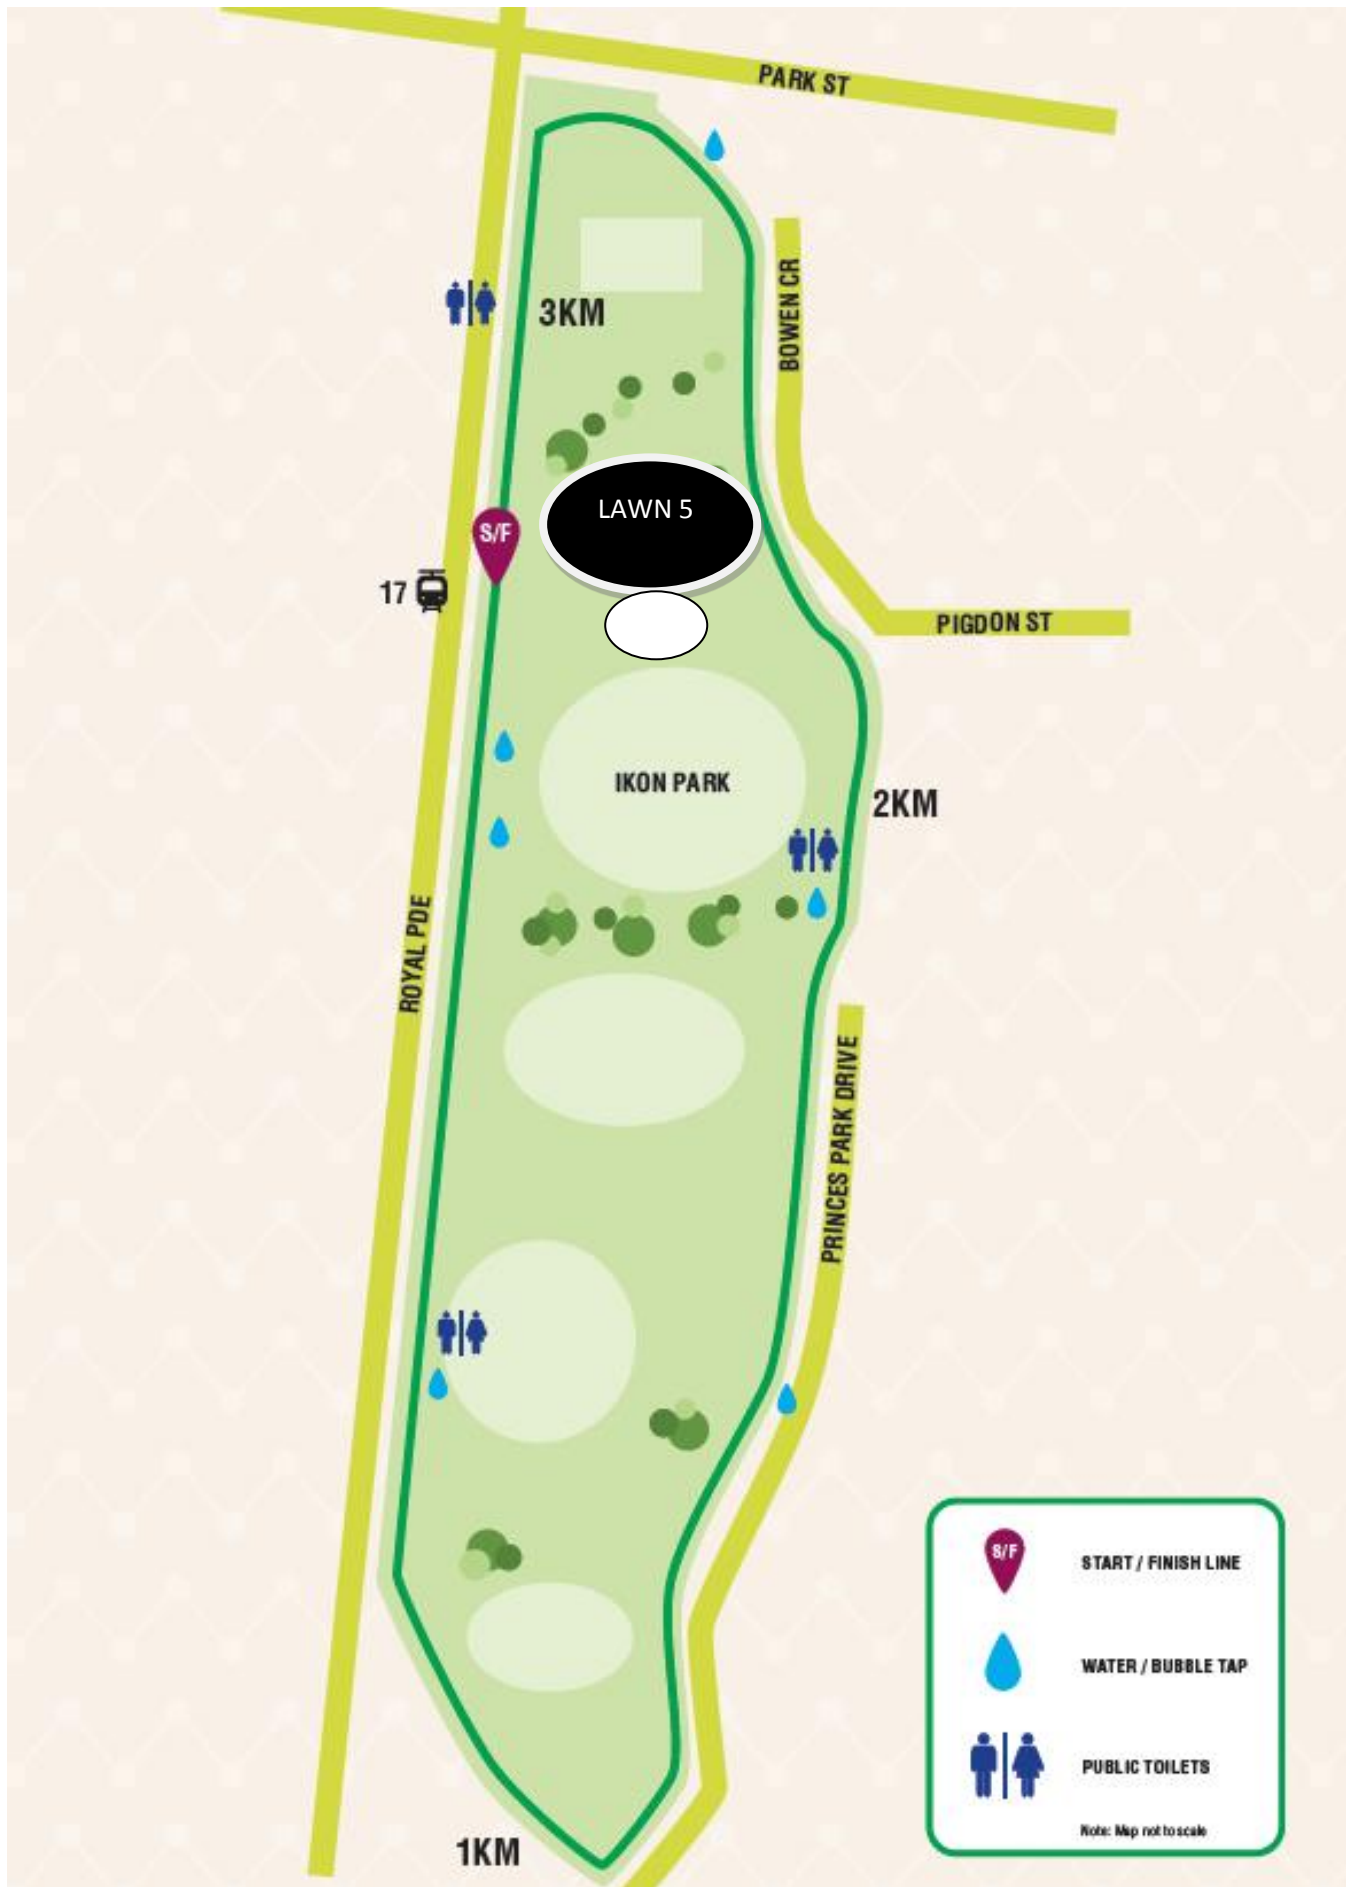 PARK ST
BOWEN CR
3KM
LAWN 5
S/F
17
PIGDON ST
IKON PARK
2KM
ROYAL PDE
PRINCES PARK DRIVE
1KM
S/F
START / FINISH LINE
WATER / BUBBLE TAP
PUBLIC TOILETS
Note: Map not to scale